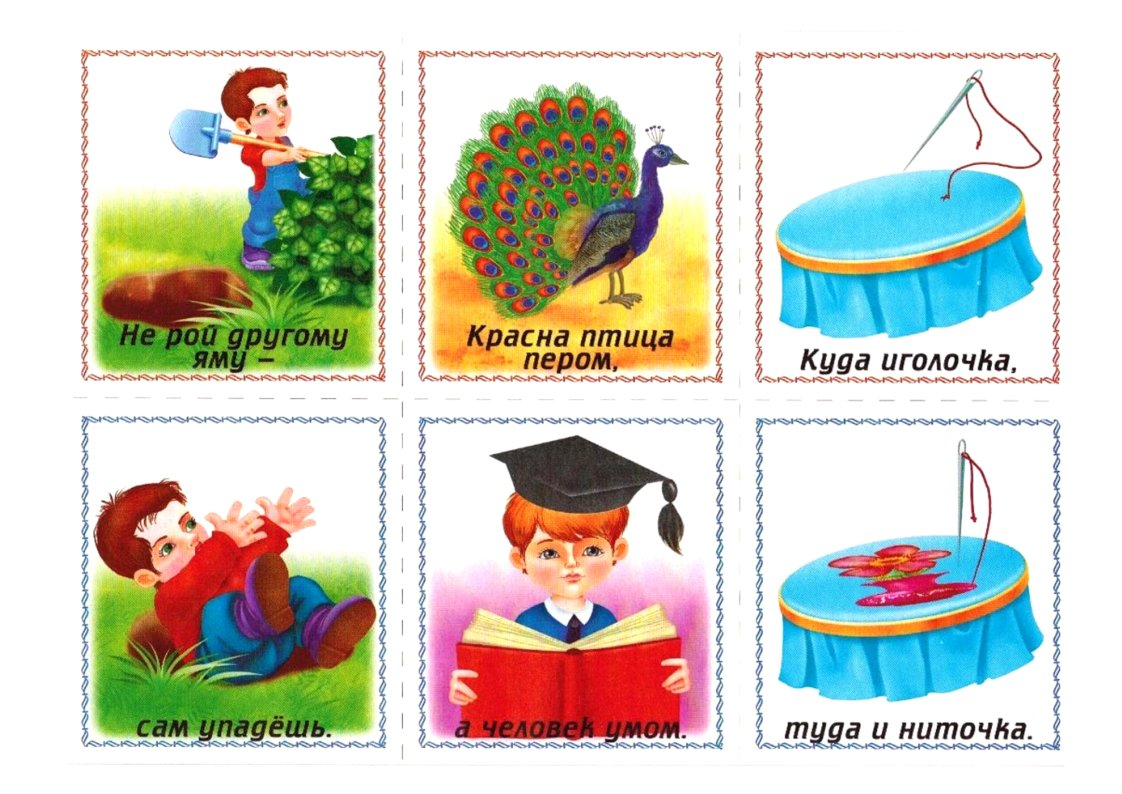 Не рой другому
яму –
Красна птица
пером,
Куда иголочка,
сам упадёшь.
а человек умом.
туда и ниточка.